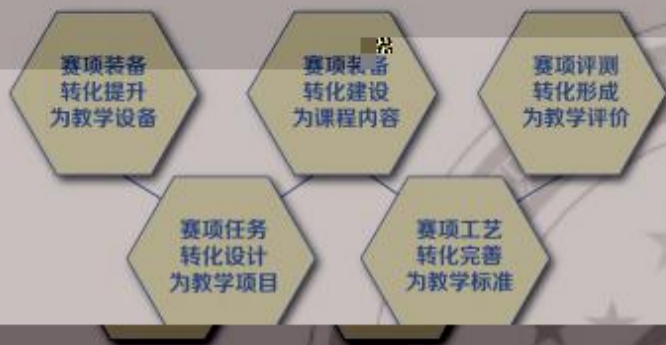 赛项装备
转化提升
为教学设备
赛项装备
转化建设
为课程内容
赛项评测
转化形成
为教学评价
赛项任务
转化设计
为教学项目
赛项工艺
转化完善
为教学标准